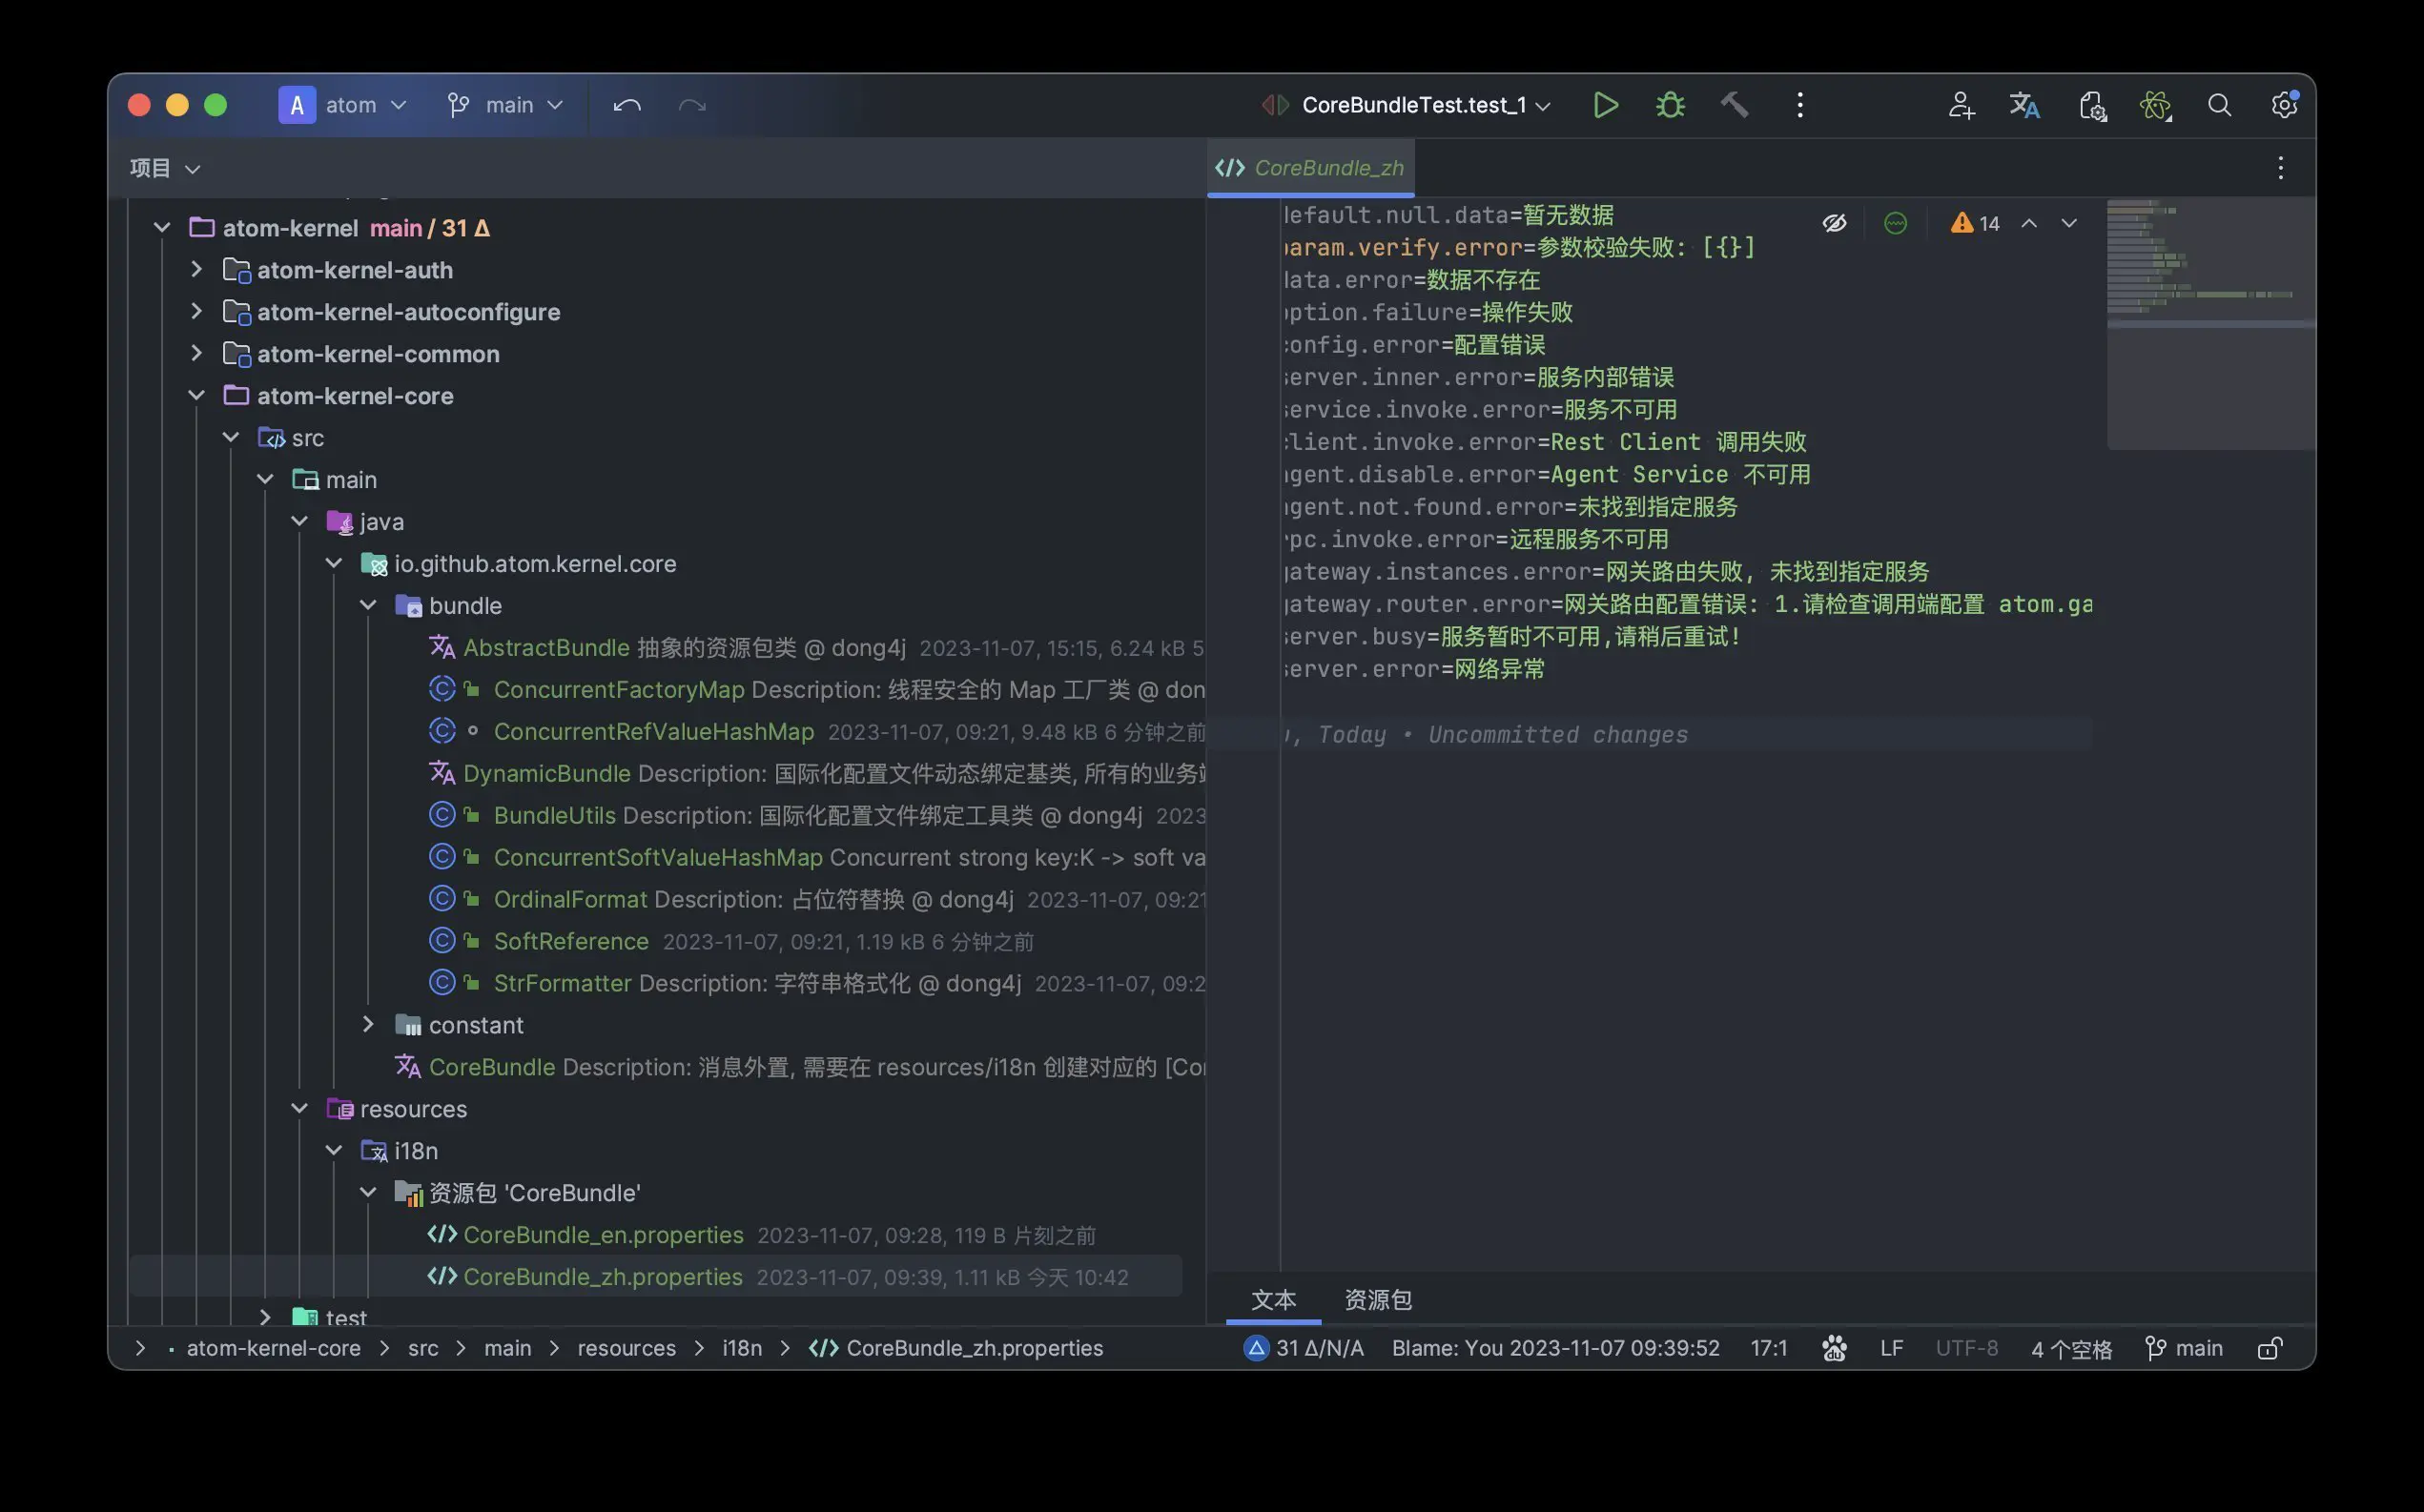 A atom main CoreBundleTest.test_1
项目
CoreBundle_zh
atom-kernel main / 31 Δ
atom-kernel-auth
atom-kernel-autoconfigure
atom-kernel-common
atom-kernel-core
src
main
java
io.github.atom.kernel.core
bundle
AbstractBundle 抽象的资源包类 @ dong4j 2023-11-07, 15:15, 6.24 kB 5
ConcurrentFactoryMap Description: 线程安全的 Map 工厂类 @ don
ConcurrentRefValueHashMap 2023-11-07, 09:21, 9.48 kB 6 分钟之前
DynamicBundle Description: 国际化配置文件动态绑定基类, 所有的业务
BundleUtils Description: 国际化配置文件绑定工具类 @ dong4j 2023
ConcurrentSoftValueHashMap Concurrent strong key:K -> soft va
OrdinalFormat Description: 占位符替换 @ dong4j 2023-11-07, 09:21
SoftReference 2023-11-07, 09:21, 1.19 kB 6 分钟之前
StrFormatter Description: 字符串格式化 @ dong4j 2023-11-07, 09:2
constant
CoreBundle Description: 消息外置, 需要在 resources/i18n 创建对应的 [Co
resources
i18n
资源包 'CoreBundle'
CoreBundle_en.properties 2023-11-07, 09:28, 119 B 片刻之前
CoreBundle_zh.properties 2023-11-07, 09:39, 1.11 kB 今天 10:42
test
14
efault.null.data=暂无数据
aram.verify.error=参数校验失败: [{}]
ata.error=数据不存在
ption.failure=操作失败
onfig.error=配置错误
erver.inner.error=服务内部错误
ervice.invoke.error=服务不可用
lient.invoke.error=Rest Client 调用失败
gent.disable.error=Agent Service 不可用
gent.not.found.error=未找到指定服务
pc.invoke.error=远程服务不可用
ateway.instances.error=网关路由失败, 未找到指定服务
ateway.router.error=网关路由配置错误: 1.请检查调用端配置 atom.ga
erver.busy=服务暂时不可用,请稍后重试!
erver.error=网络异常
, Today • Uncommitted changes
文本 资源包
atom-kernel-core > src > main > resources > i18n > CoreBundle_zh.properties
31 Δ/N/A Blame: You 2023-11-07 09:39:52 17:1 du LF UTF-8 4 个空格 main